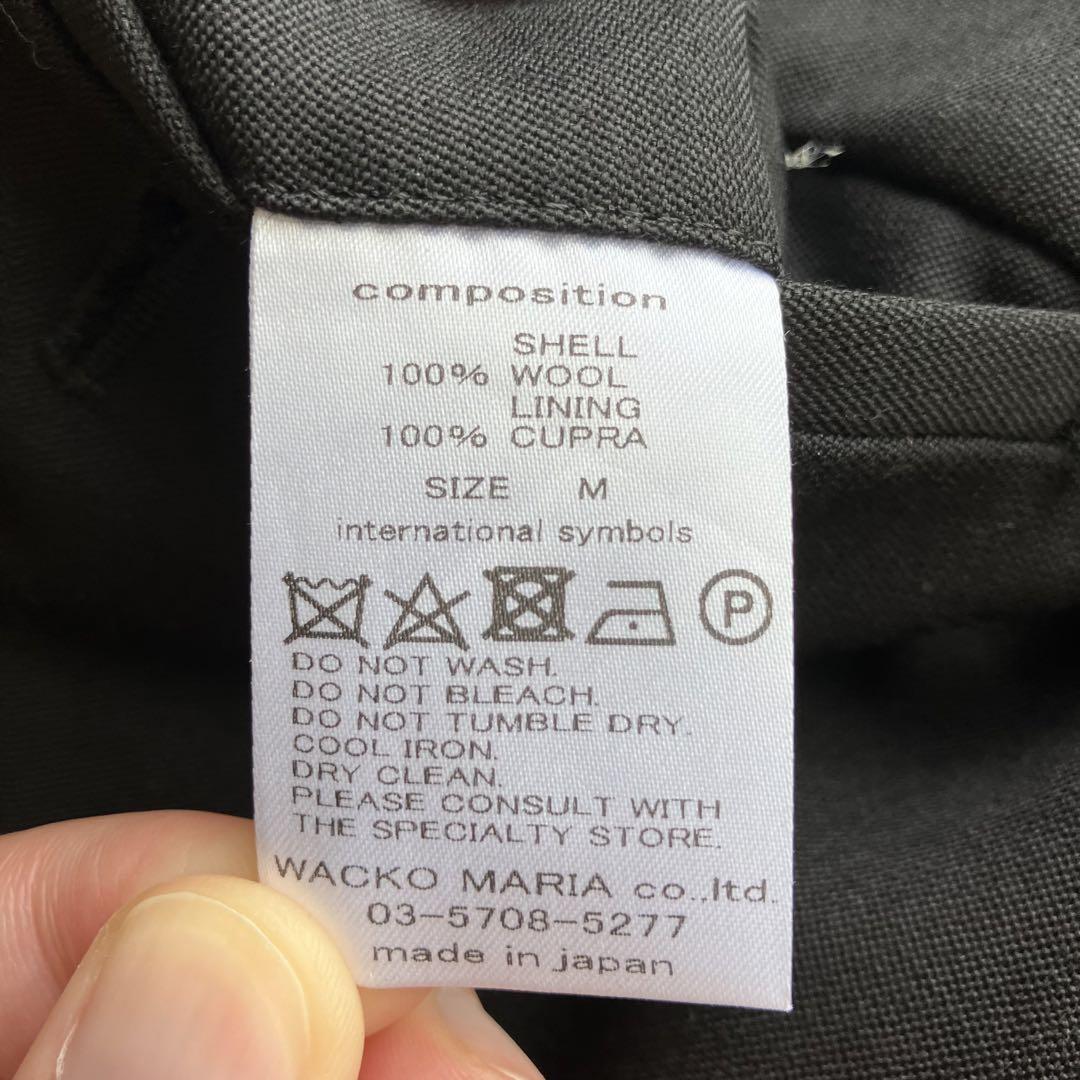 composition
SHELL
100% WOOL
LINING
100% CUPRA
SIZE M
international symbols
P
DO NOT WASH.
DO NOT BLEACH.
DO NOT TUMBLE DRY.
COOL IRON.
DRY CLEAN.
PLEASE CONSULT WITH
THE SPECIALTY STORE.
WACKO MARIA co.,ltd.
03-5708-5277
made in japan